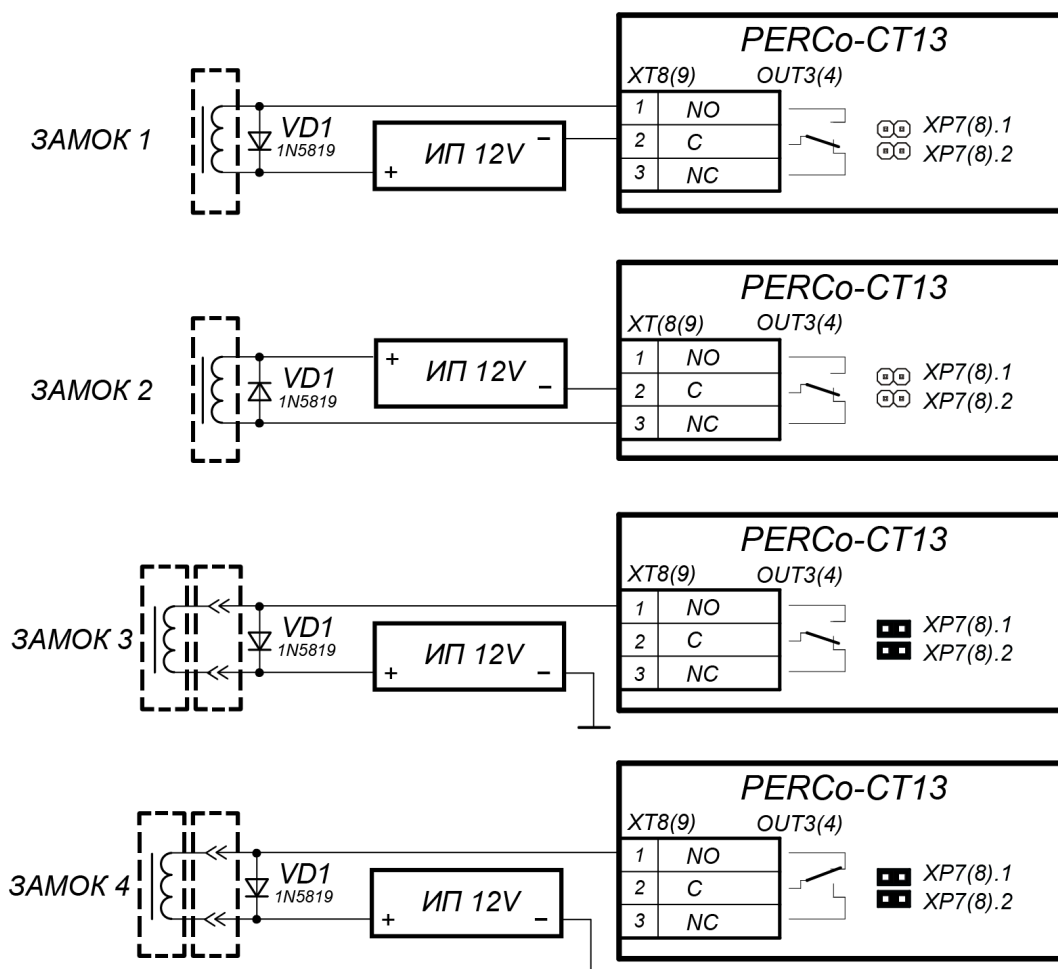 PERCo-CT13
XT8(9) OUT3(4)
ЗАМОК 1
VD1
1N5819
+ ИП 12V –
1 NO
2 C
3 NC
XP7(8).1
XP7(8).2
PERCo-CT13
XT(8(9) OUT3(4)
ЗАМОК 2
VD1
1N5819
+ ИП 12V –
1 NO
2 C
3 NC
XP7(8).1
XP7(8).2
PERCo-CT13
XT8(9) OUT3(4)
ЗАМОК 3
VD1
1N5819
+ ИП 12V –
1 NO
2 C
3 NC
XP7(8).1
XP7(8).2
PERCo-CT13
XT8(9) OUT3(4)
ЗАМОК 4
VD1
1N5819
+ ИП 12V –
1 NO
2 C
3 NC
XP7(8).1
XP7(8).2